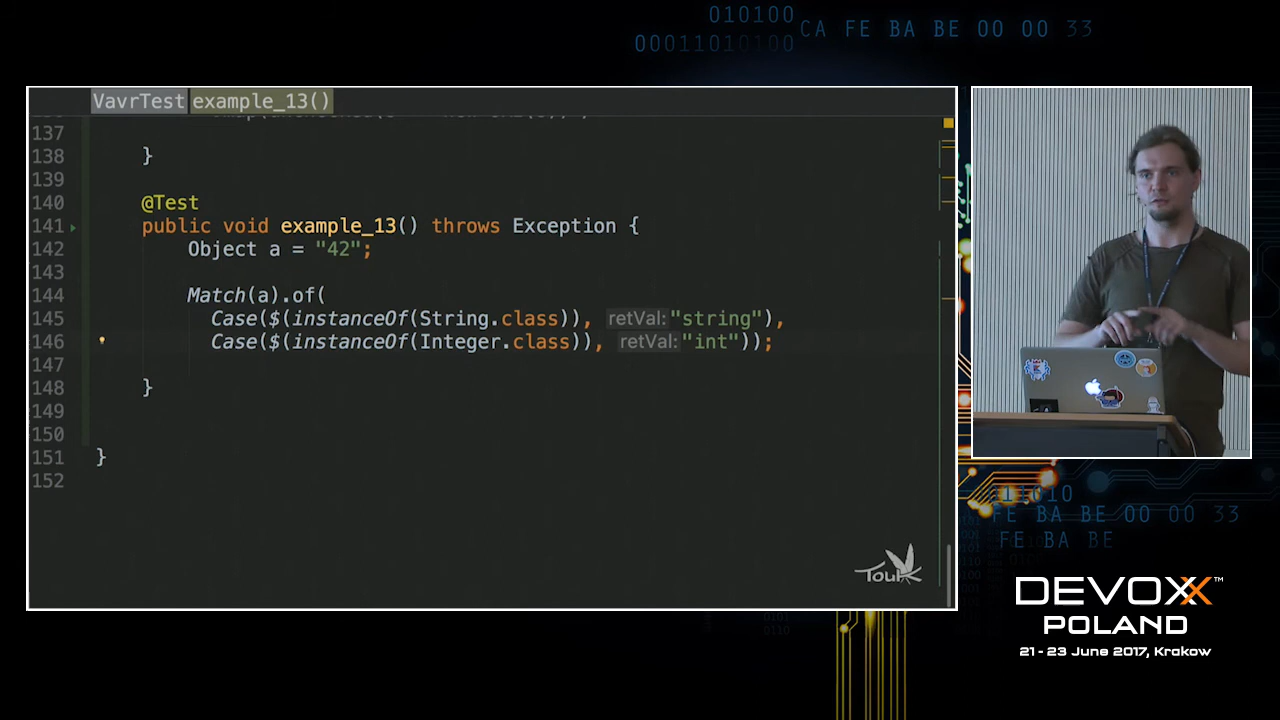 010100
00011010100
CA FE BA BE 00 00 33
VavrTest example_13()
137
138 }
139
140 @Test
141 public void example_13() throws Exception {
142 Object a = "42";
143
144 Match(a).of(
145 Case($(instanceOf(String.class)), retVal: "string"),
146 Case($(instanceOf(Integer.class)), retVal: "int"));
147
148 }
149
150
151 }
152
Touk
011010
FE BA BE 00 00 33
FE BA BE
DEVOXX™
POLAND
21 - 23 June 2017, Krakow